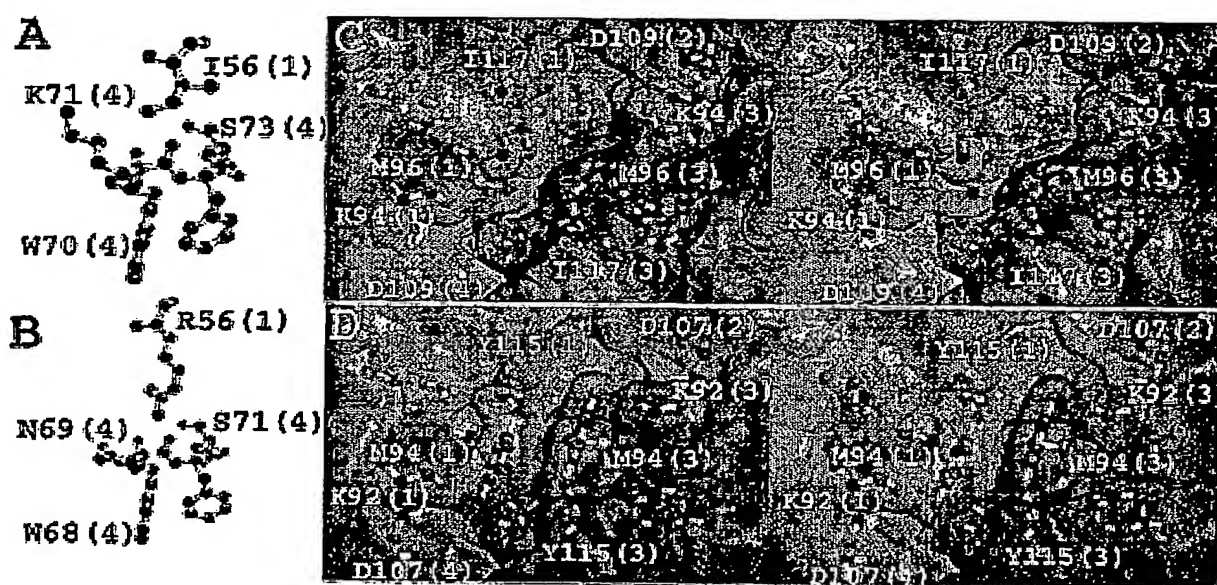 A
I56(1)
K71(4)
S73(4)
W70(4)
B
R56(1)
N69(4)
S71(4)
W68(4)
C
D109(2)
I117(1)
K94(3)
M96(1)
M96(3)
K94(1)
I117(3)
D109(4)
D109(2)
I117(1)
K94(3)
M96(1)
M96(3)
K94(1)
I117(3)
D109(4)
D
D107(2)
Y115(1)
K92(3)
M94(1)
M94(3)
K92(1)
Y115(3)
D107(4)
D107(2)
Y115(1)
K92(3)
M94(1)
M94(3)
K92(1)
Y115(3)
D107(4)